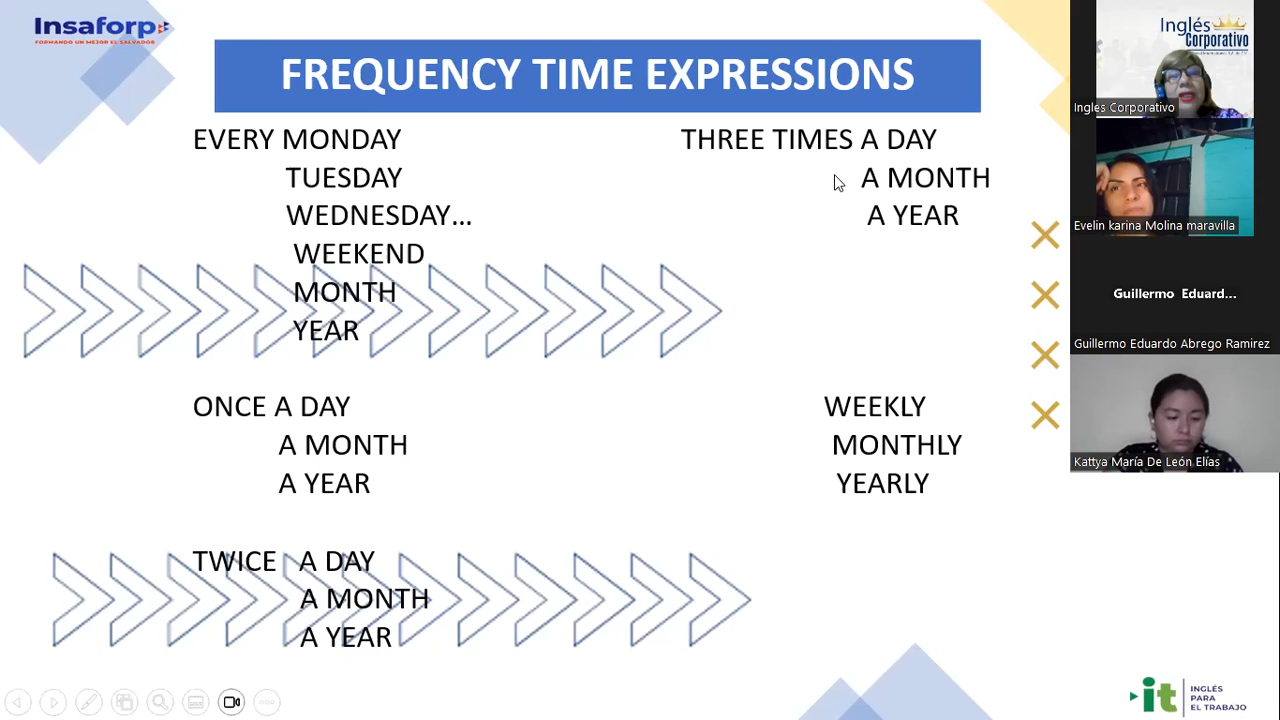 Insaforp
FORMANDO UN MEJOR EL SALVADOR
FREQUENCY TIME EXPRESSIONS
EVERY MONDAY
TUESDAY
WEDNESDAY...
WEEKEND
MONTH
YEAR
ONCE A DAY
A MONTH
A YEAR
TWICE A DAY
A MONTH
A YEAR
THREE TIMES A DAY
A MONTH
A YEAR
WEEKLY
MONTHLY
YEARLY
Inglés
Corporativo
Ingles Corporativo
Evelin karina Molina maravilla
Guillermo Eduard...
Guillermo Eduardo Abrego Ramirez
Kattya María De León Elías
it
INGLÉS
PARA
EL TRABAJO